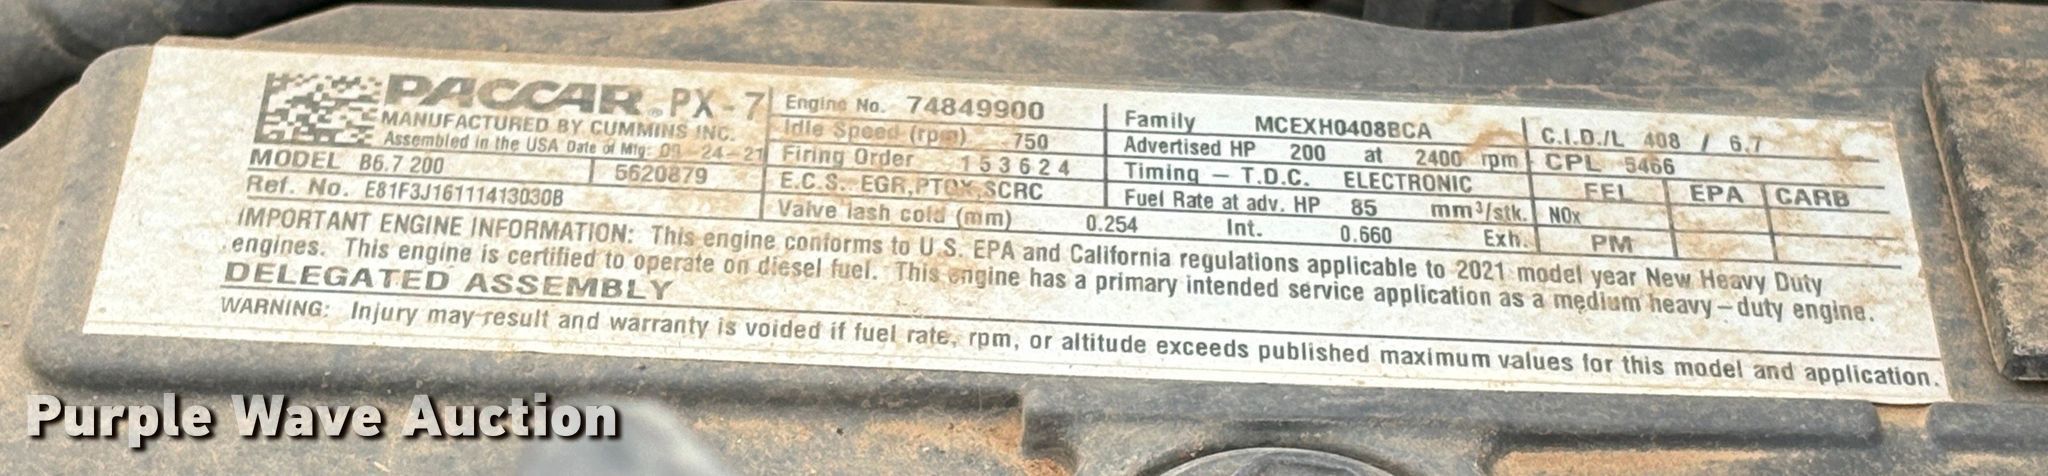 PACCAR PX-7
MANUFACTURED BY CUMMINS INC.
Assembled in the USA Date of Mfg: 09-24-21
MODEL B6.7 200 5620879
Ref. No. E81F3J16111413030B
Engine No. 74849900
Idle Speed (rpm) 750
Firing Order 1 5 3 6 2 4
E.C.S. EGR,PTOX,SCRC
Valve lash cold (mm) 0.254 Int. 0.660 Exh.
Family MCEXH0408BCA
Advertised HP 200 at 2400 rpm
Timing - T.D.C. ELECTRONIC
Fuel Rate at adv. HP 85 mm³/stk.
C.I.D./L 408 / 6.7
CPL 5466
FEL EPA CARB
NOx
PM
IMPORTANT ENGINE INFORMATION: This engine conforms to U.S. EPA and California regulations applicable to 2021 model year New Heavy Duty
engines. This engine is certified to operate on diesel fuel. This engine has a primary intended service application as a medium heavy-duty engine.
DELEGATED ASSEMBLY
WARNING: Injury may result and warranty is voided if fuel rate, rpm, or altitude exceeds published maximum values for this model and application.
Purple Wave Auction